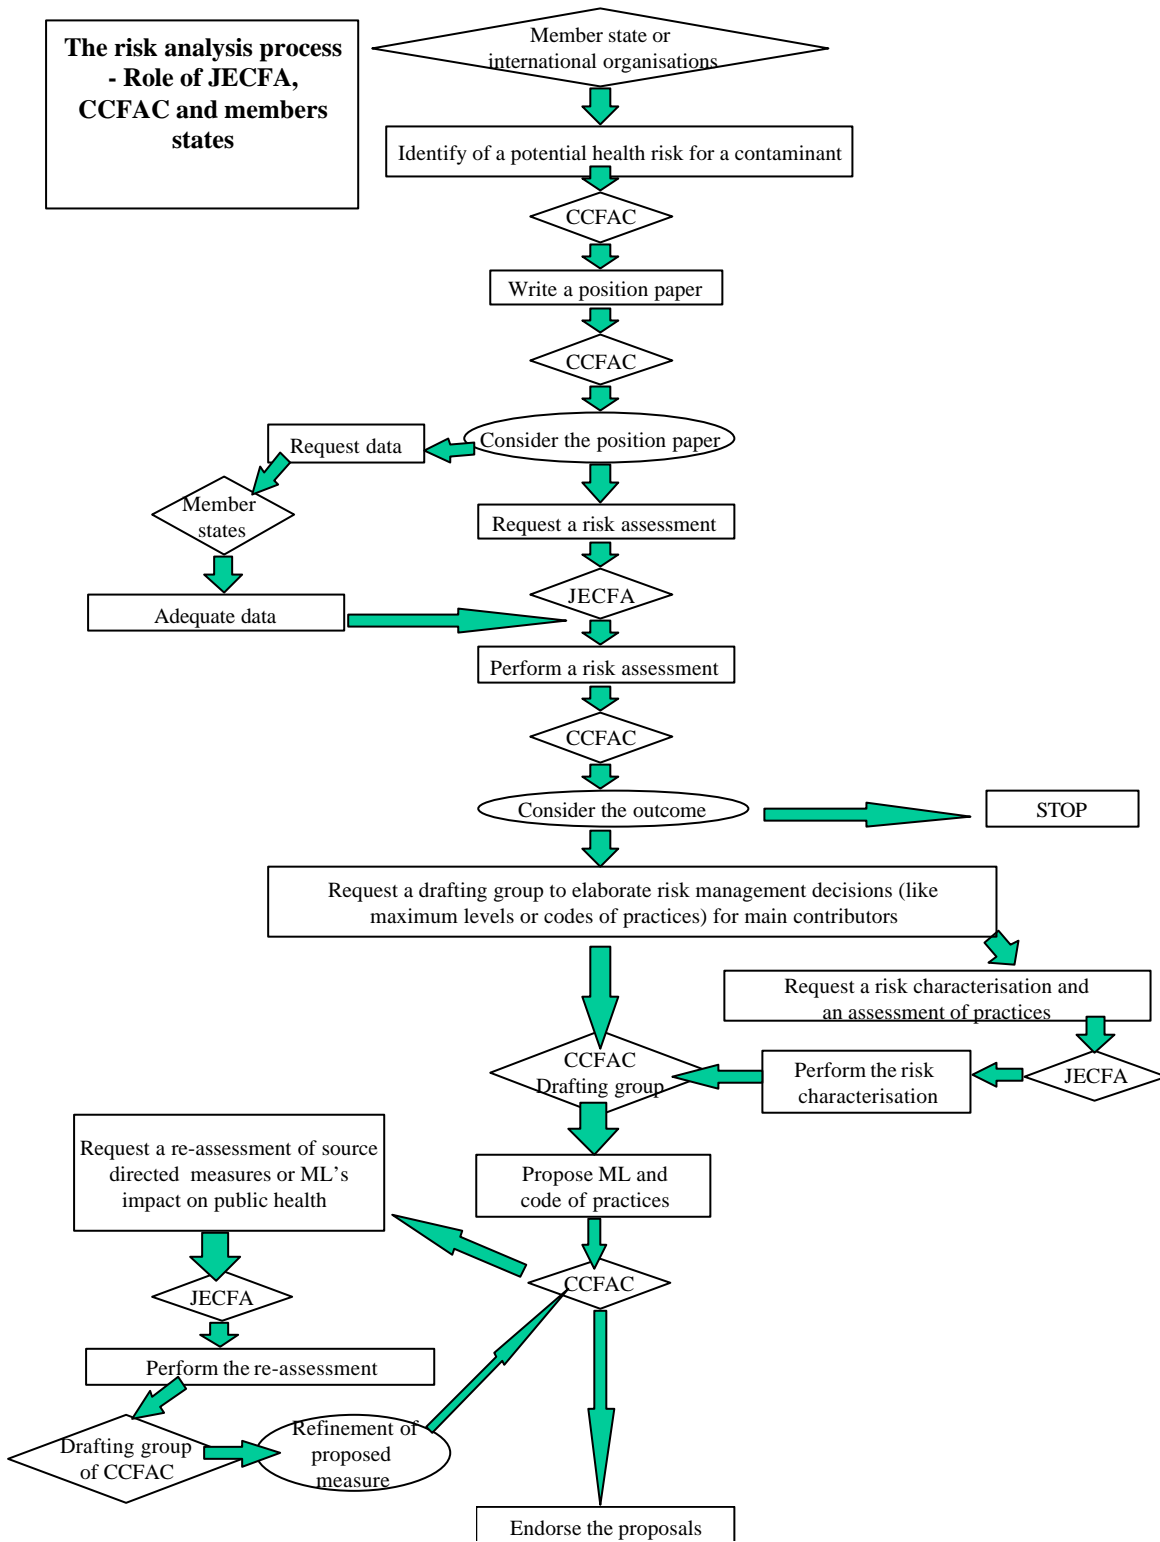 The risk analysis process
- Role of JECFA,
CCFAC and members
states
Member state or
international organisations
Identify of a potential health risk for a contaminant
CCFAC
Write a position paper
CCFAC
Consider the position paper
Request data
Member
states
Request a risk assessment
JECFA
Adequate data
Perform a risk assessment
CCFAC
Consider the outcome
STOP
Request a drafting group to elaborate risk management decisions (like
maximum levels or codes of practices) for main contributors
Request a risk characterisation and
an assessment of practices
CCFAC
Drafting group
Perform the risk
characterisation
JECFA
Request a re-assessment of source
directed measures or ML's
impact on public health
Propose ML and
code of practices
CCFAC
JECFA
Perform the re-assessment
Drafting group
of CCFAC
Refinement of
proposed
measure
Endorse the proposals